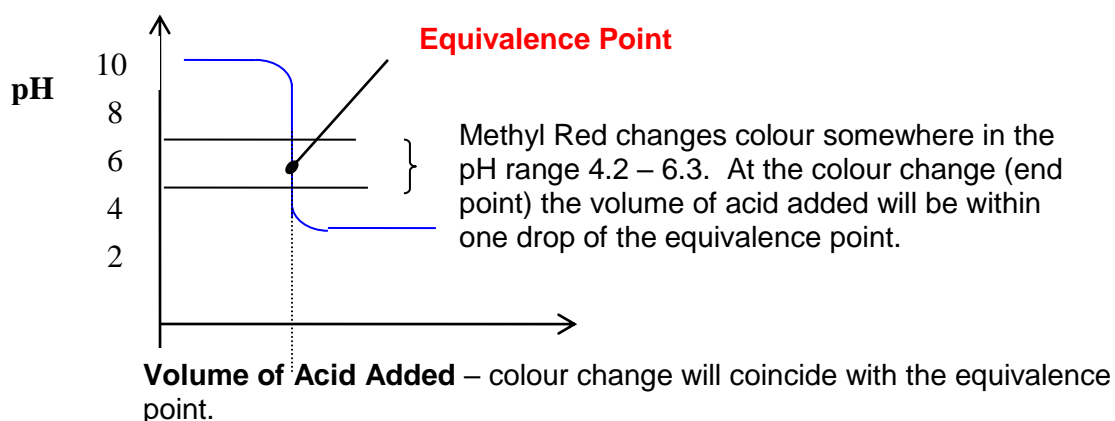 Equivalence Point
10
pH
8
6
4
2
Methyl Red changes colour somewhere in the
pH range 4.2 – 6.3.  At the colour change (end
point) the volume of acid added will be within
one drop of the equivalence point.
Volume of Acid Added – colour change will coincide with the equivalence
point.